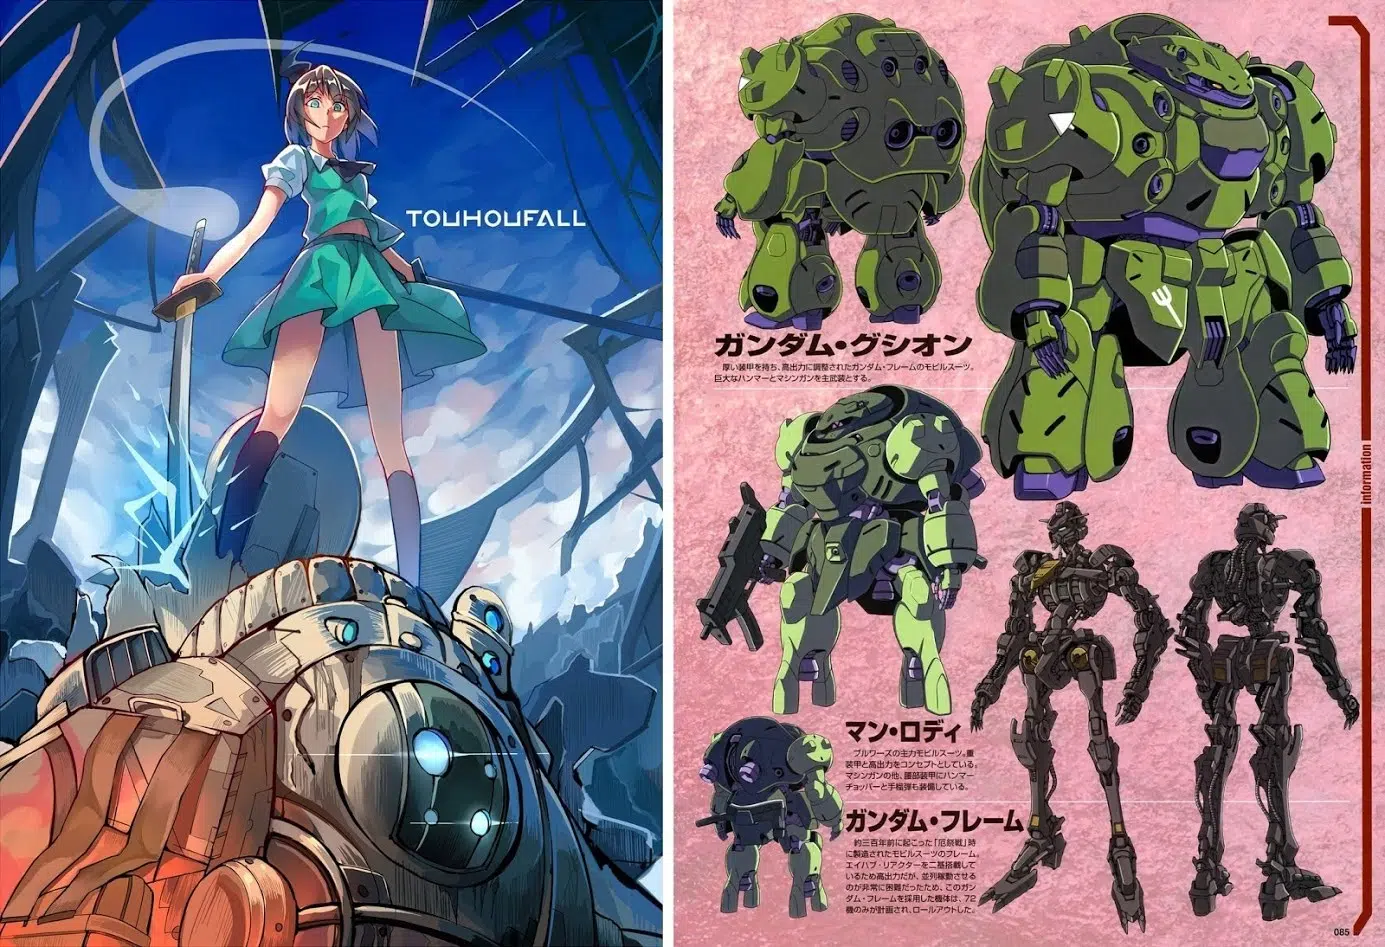 TOUHOUFALL
ガンダム・グシオン
厚い装甲を持ち、高出力に調整されたガンダム・フレームのモビルスーツ。
巨大なハンマーとマシンガンを主武装とする。
information
マン・ロディ
ブルワーズの主力モビルスーツ。重
装甲と高出力をコンセプトとしている。
マシンガンの他、腰部装甲にハンマー
チョッパーと手榴弾も装備している。
ガンダム・フレーム
約三百年前に起こった「厄祭戦」時
に製造されたモビルスーツのフレーム。
エイハブ・リアクターを二基搭載して
いるため高出力だが、並列稼動させる
のが非常に困難だったため、このガン
ダム・フレームを採用した機体は、72
機のみが計画され、ロールアウトした。
085